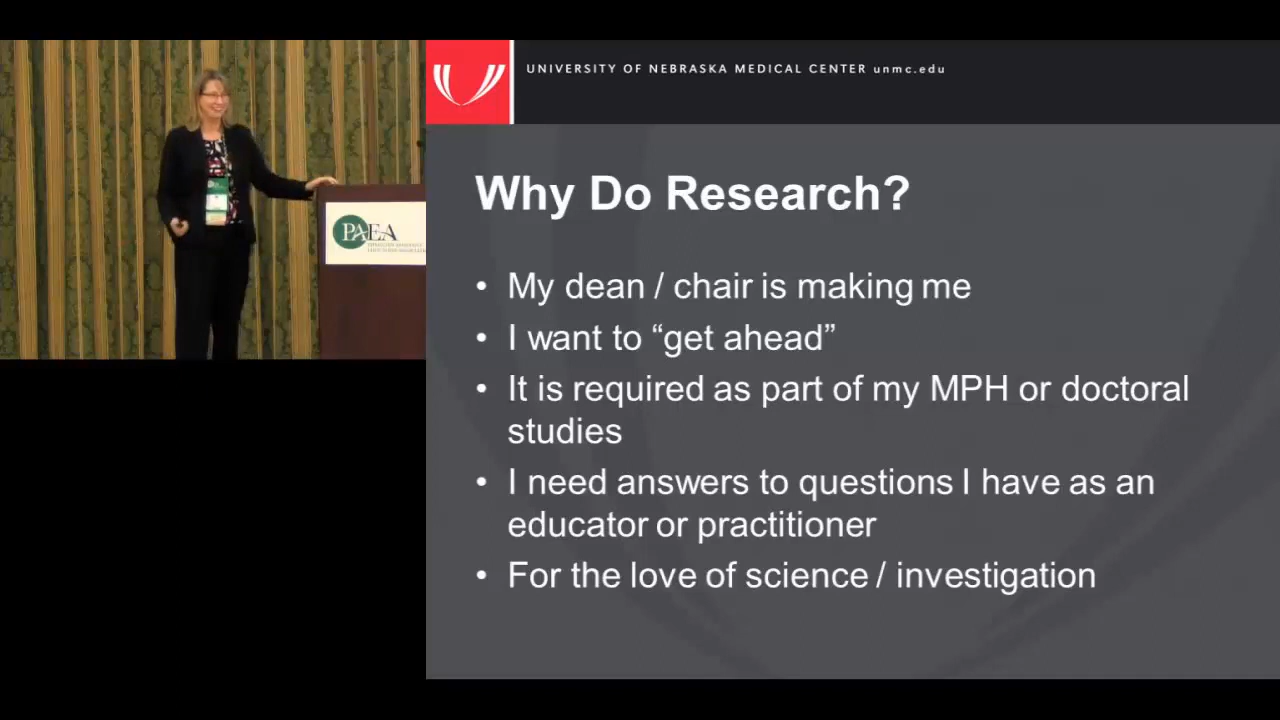 UNIVERSITY OF NEBRASKA MEDICAL CENTER unmc.edu
Why Do Research?
• My dean / chair is making me
• I want to “get ahead”
• It is required as part of my MPH or doctoral
studies
• I need answers to questions I have as an
educator or practitioner
• For the love of science / investigation
PAEA